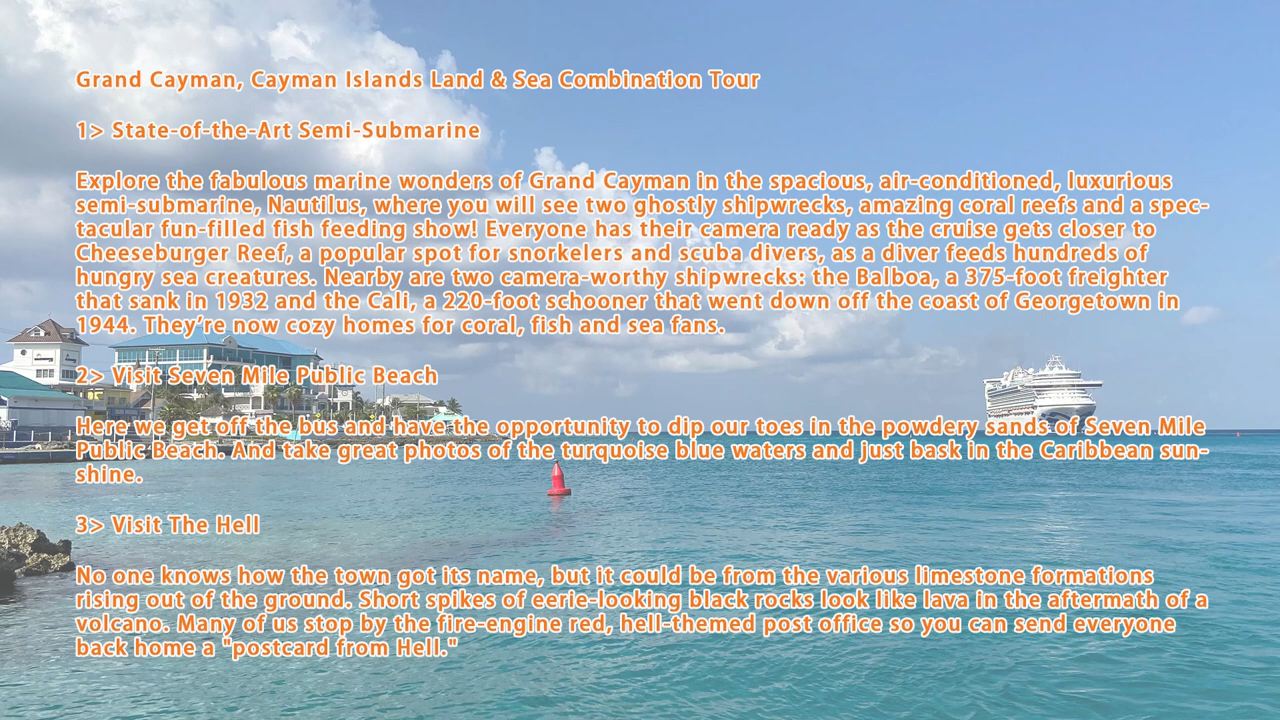 Grand Cayman, Cayman Islands Land & Sea Combination Tour
1> State-of-the-Art Semi-Submarine
Explore the fabulous marine wonders of Grand Cayman in the spacious, air-conditioned, luxurious
semi-submarine, Nautilus, where you will see two ghostly shipwrecks, amazing coral reefs and a spec-
tacular fun-filled fish feeding show! Everyone has their camera ready as the cruise gets closer to
Cheeseburger Reef, a popular spot for snorkelers and scuba divers, as a diver feeds hundreds of
hungry sea creatures. Nearby are two camera-worthy shipwrecks: the Balboa, a 375-foot freighter
that sank in 1932 and the Cali, a 220-foot schooner that went down off the coast of Georgetown in
1944. They're now cozy homes for coral, fish and sea fans.
2> Visit Seven Mile Public Beach
Here we get off the bus and have the opportunity to dip our toes in the powdery sands of Seven Mile
Public Beach. And take great photos of the turquoise blue waters and just bask in the Caribbean sun-
shine.
3> Visit The Hell
No one knows how the town got its name, but it could be from the various limestone formations
rising out of the ground. Short spikes of eerie-looking black rocks look like lava in the aftermath of a
volcano. Many of us stop by the fire-engine red, hell-themed post office so you can send everyone
back home a "postcard from Hell."